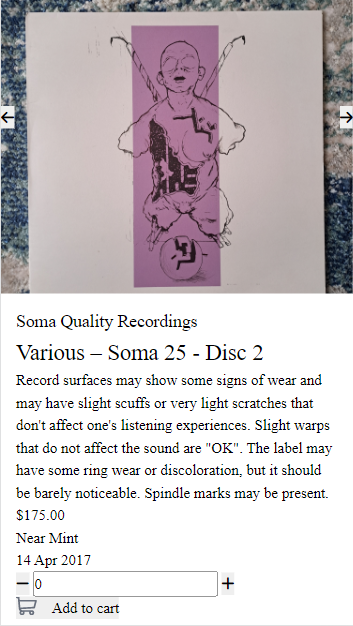 Soma Quality Recordings
Various – Soma 25 - Disc 2
Record surfaces may show some signs of wear and
may have slight scuffs or very light scratches that
don't affect one's listening experiences. Slight warps
that do not affect the sound are "OK". The label may
have some ring wear or discoloration, but it should
be barely noticeable. Spindle marks may be present.
$175.00
Near Mint
14 Apr 2017
0
Add to cart